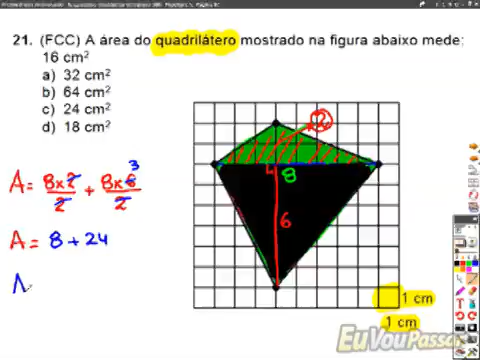 21. (FCC) A área do quadrilátero mostrado na figura abaixo mede:
16 cm²
a) 32 cm²
b) 64 cm²
c) 24 cm²
d) 18 cm²
2
8
6
A = 8x2/2 + 8x6/2 3
A = 8 + 24
A
1 cm
1 cm
EuVouPassar